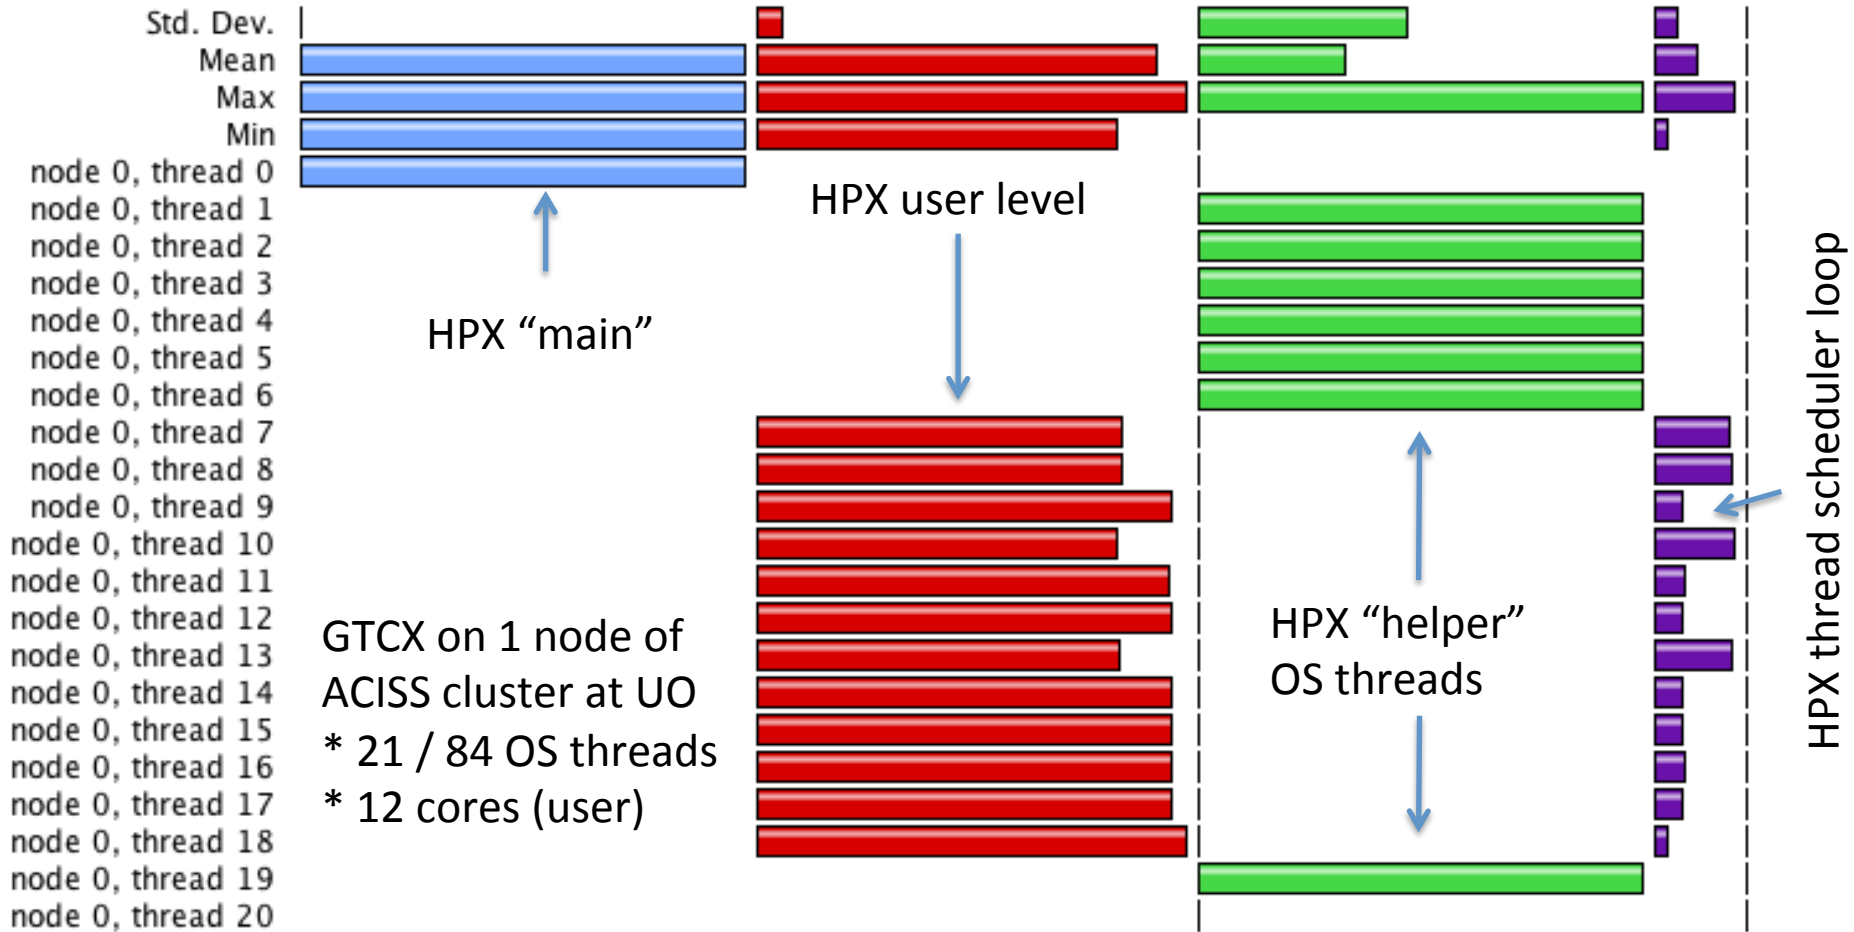 Std. Dev.
Mean
Max
Min
node 0, thread 0
node 0, thread 1
node 0, thread 2
node 0, thread 3
node 0, thread 4
node 0, thread 5
node 0, thread 6
node 0, thread 7
node 0, thread 8
node 0, thread 9
node 0, thread 10
node 0, thread 11
node 0, thread 12
node 0, thread 13
node 0, thread 14
node 0, thread 15
node 0, thread 16
node 0, thread 17
node 0, thread 18
node 0, thread 19
node 0, thread 20
HPX “main”
HPX user level
GTCX on 1 node of
ACISS cluster at UO
* 21 / 84 OS threads
* 12 cores (user)
HPX “helper”
OS threads
HPX thread scheduler loop